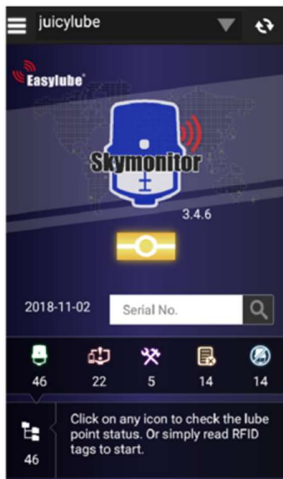 juicylube
Easylube®
Skymonitor
3.4.6
2018-11-02 Serial No.
46 22 5 14 14
Click on any icon to check the lube
point status. Or simply read RFID
tags to start.
46